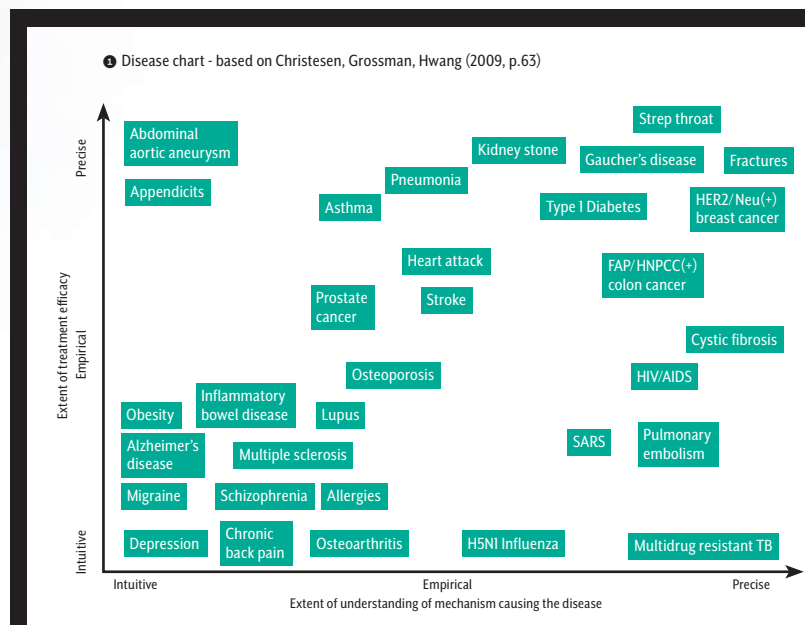 ❶ Disease chart - based on Christesen, Grossman, Hwang (2009, p.63)
Strep throat
Abdominal
aortic aneurysm
Kidney stone
Gaucher's disease
Fractures
Precise
Pneumonia
Appendicits
Asthma
Type 1 Diabetes
HER2/Neu(+)
breast cancer
Heart attack
FAP/HNPCC(+)
colon cancer
Prostate
cancer
Stroke
Extent of treatment efficacy
Empirical
Cystic fibrosis
Osteoporosis
HIV/AIDS
Inflammatory
bowel disease
Obesity
Lupus
Alzheimer's
disease
Multiple sclerosis
SARS
Pulmonary
embolism
Migraine
Schizophrenia
Allergies
Intuitive
Depression
Chronic
back pain
Osteoarthritis
H5N1 Influenza
Multidrug resistant TB
Intuitive
Empirical
Precise
Extent of understanding of mechanism causing the disease